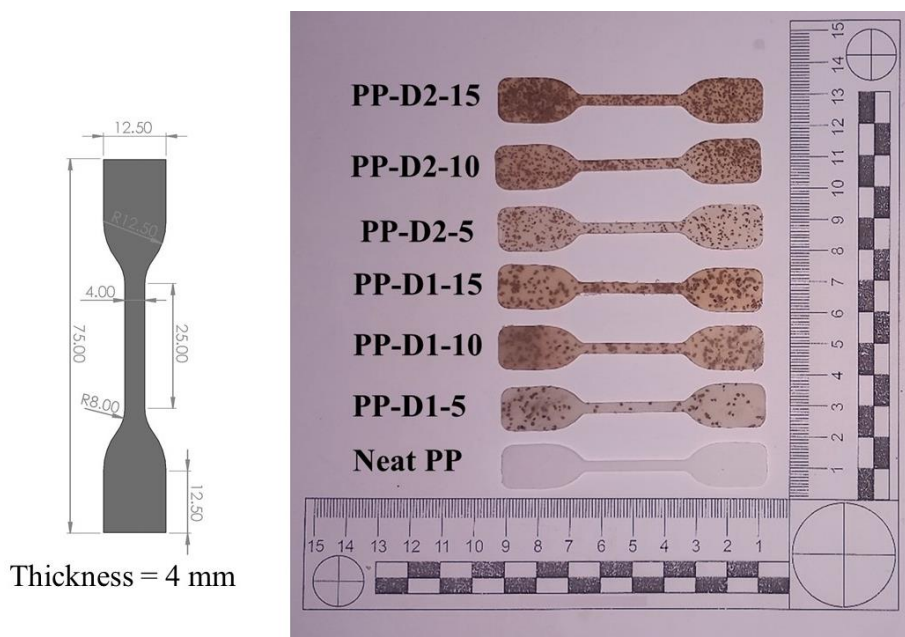 12.50
R12.50
4.00
75.00
25.00
R8.00
12.50
Thickness = 4 mm
PP-D2-15
PP-D2-10
PP-D2-5
PP-D1-15
PP-D1-10
PP-D1-5
Neat PP
15
14
13
12
11
10
9
8
7
6
5
4
3
2
1
15 14 13 12 11 10 9 8 7 6 5 4 3 2 1